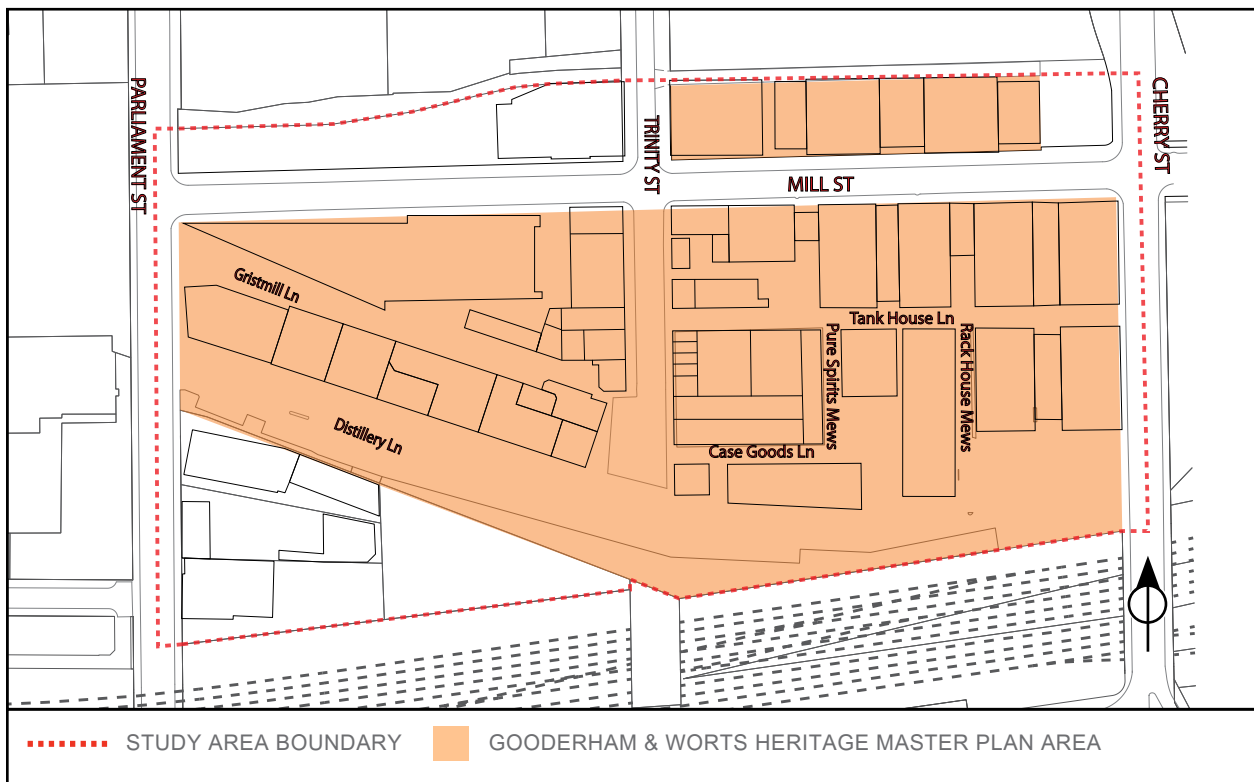 PARLIAMENT ST
TRINITY ST
CHERRY ST
MILL ST
Gristmill Ln
Tank House Ln
Pure Spirits Mews
Rack House Mews
Distillery Ln
Case Goods Ln
STUDY AREA BOUNDARY
GOODERHAM & WORTS HERITAGE MASTER PLAN AREA